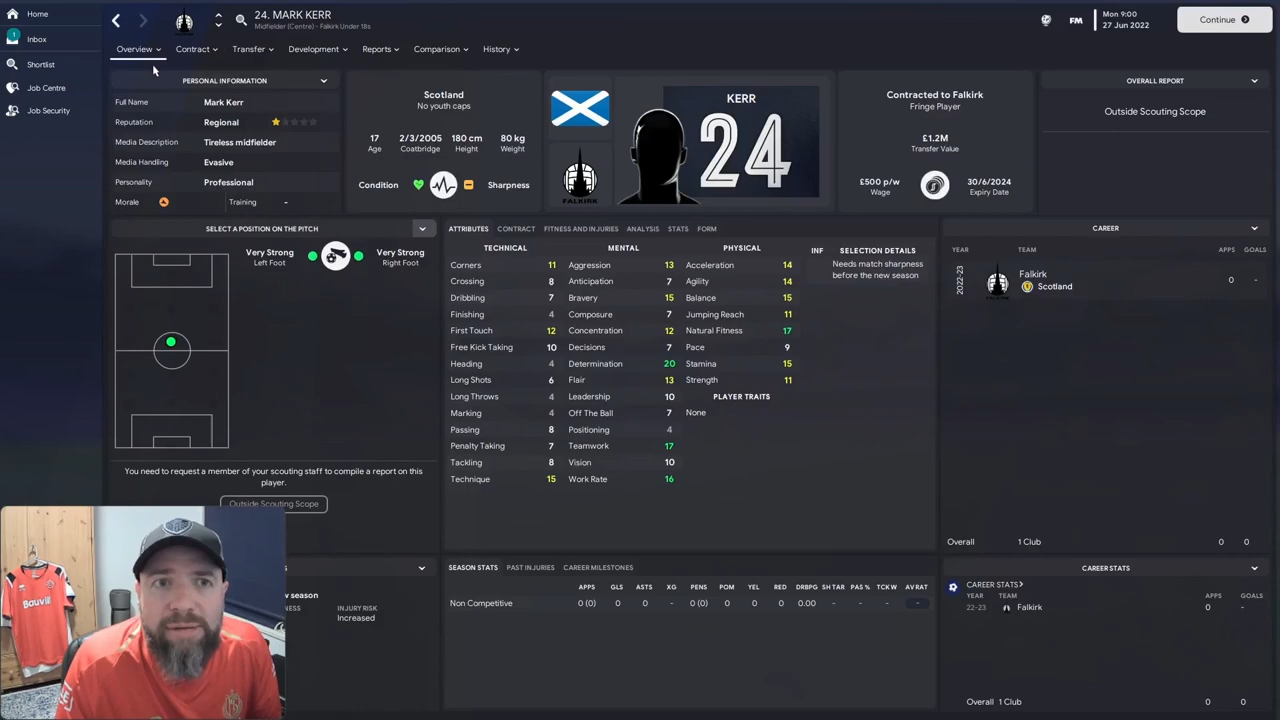 Home
Inbox
1
Shortlist
Job Centre
Job Security
24. MARK KERR
Midfielder (Centre) - Falkirk Under 18s
FM
Mon 9:00
27 Jun 2022
Continue
Overview
Contract
Transfer
Development
Reports
Comparison
History
PERSONAL INFORMATION
Full Name Mark Kerr
Reputation Regional
Media Description Tireless midfielder
Media Handling Evasive
Personality Professional
Morale Training -
Scotland
No youth caps
17 2/3/2005 180 cm 80 kg
Age Coatbridge Height Weight
Condition Sharpness
FALKIRK
KERR
24
Contracted to Falkirk
Fringe Player
£1.2M
Transfer Value
£500 p/w 30/6/2024
Wage Expiry Date
OVERALL REPORT
Outside Scouting Scope
SELECT A POSITION ON THE PITCH
Very Strong
Left Foot
Very Strong
Right Foot
You need to request a member of your scouting staff to compile a report on this
player.
Outside Scouting Scope
ATTRIBUTES CONTRACT FITNESS AND INJURIES ANALYSIS STATS FORM
TECHNICAL
Corners 11
Crossing 8
Dribbling 7
Finishing 4
First Touch 12
Free Kick Taking 10
Heading 4
Long Shots 6
Long Throws 4
Marking 4
Passing 8
Penalty Taking 7
Tackling 8
Technique 15
MENTAL
Aggression 13
Anticipation 7
Bravery 15
Composure 7
Concentration 12
Decisions 7
Determination 20
Flair 13
Leadership 10
Off The Ball 7
Positioning 4
Teamwork 17
Vision 10
Work Rate 16
PHYSICAL
Acceleration 14
Agility 14
Balance 15
Jumping Reach 11
Natural Fitness 17
Pace 9
Stamina 15
Strength 11
PLAYER TRAITS
None
INF SELECTION DETAILS
Needs match sharpness
before the new season
CAREER
YEAR TEAM APPS GOALS
2022-23
Falkirk 0 -
Scotland
Overall 1 Club 0 0
w season
INJURY RISK
Increased
SEASON STATS PAST INJURIES CAREER MILESTONES
APPS GLS ASTS XG PENS POM YEL RED DRBPG SH TAR PAS % TCK W AV RAT
Non Competitive 0 (0) 0 0 - 0 (0) 0 0 0 0.00 - - - -
CAREER STATS
CAREER STATS
YEAR TEAM APPS GOALS
22-23 Falkirk 0 -
Overall 1 Club 0 0
Bauvill